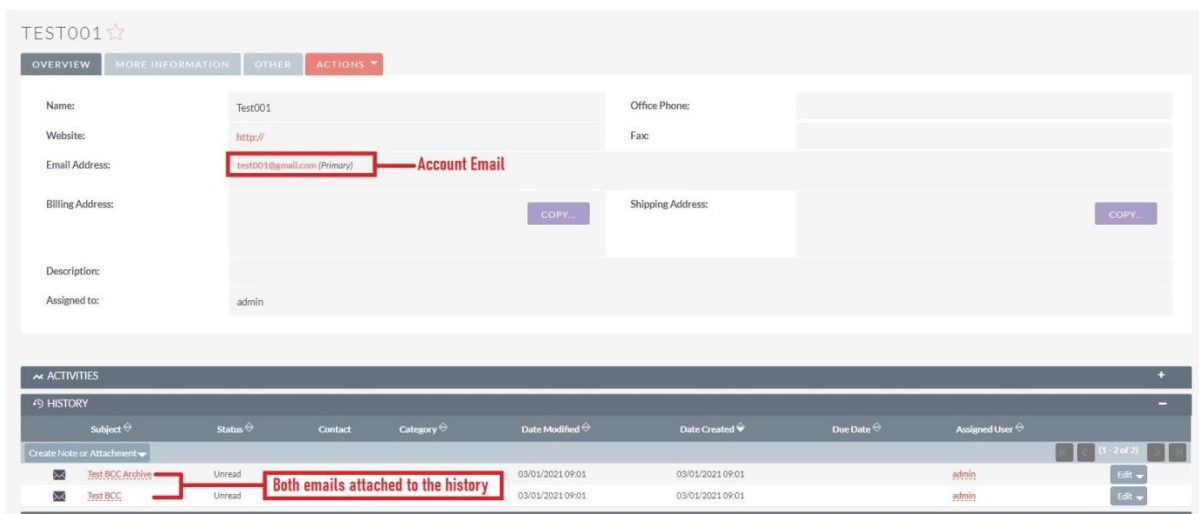 TEST001
OVERVIEW MORE INFORMATION OTHER ACTIONS
Name: Test001 Office Phone:
Website: http:// Fax:
Email Address: test001@gmail.com (Primary) Account Email
Billing Address: COPY... Shipping Address: COPY...
Description:
Assigned to: admin
ACTIVITIES +
HISTORY –
Subject Status Contact Category Date Modified Date Created Due Date Assigned User
Create Note or Attachment (1 - 2 of 2)
Test BCC Archive Unread 03/01/2021 09:01 03/01/2021 09:01 admin Edit
Both emails attached to the history
Test BCC Unread 03/01/2021 09:01 03/01/2021 09:01 admin Edit